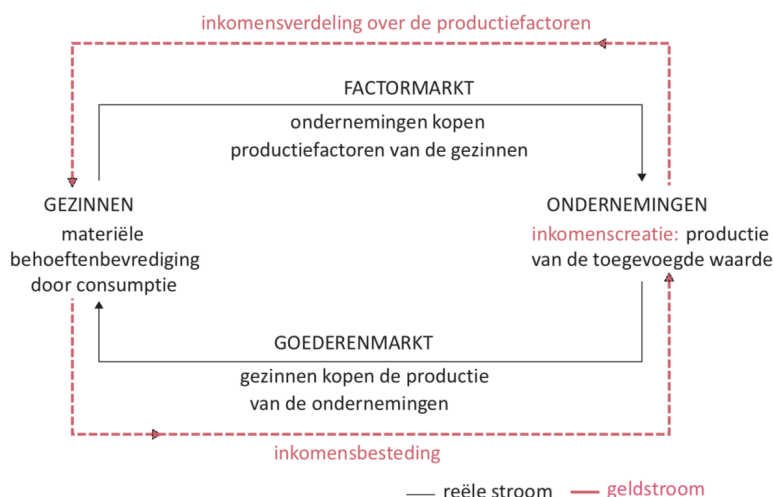 inkomensverdeling over de productiefactoren
FACTORMARKT
ondernemingen kopen
productiefactoren van de gezinnen
GEZINNEN
materiële
behoeftenbevrediging
door consumptie
ONDERNEMINGEN
inkomenscreatie: productie
van de toegevoegde waarde
GOEDERENMARKT
gezinnen kopen de productie
van de ondernemingen
inkomensbesteding
reële stroom
geldstroom